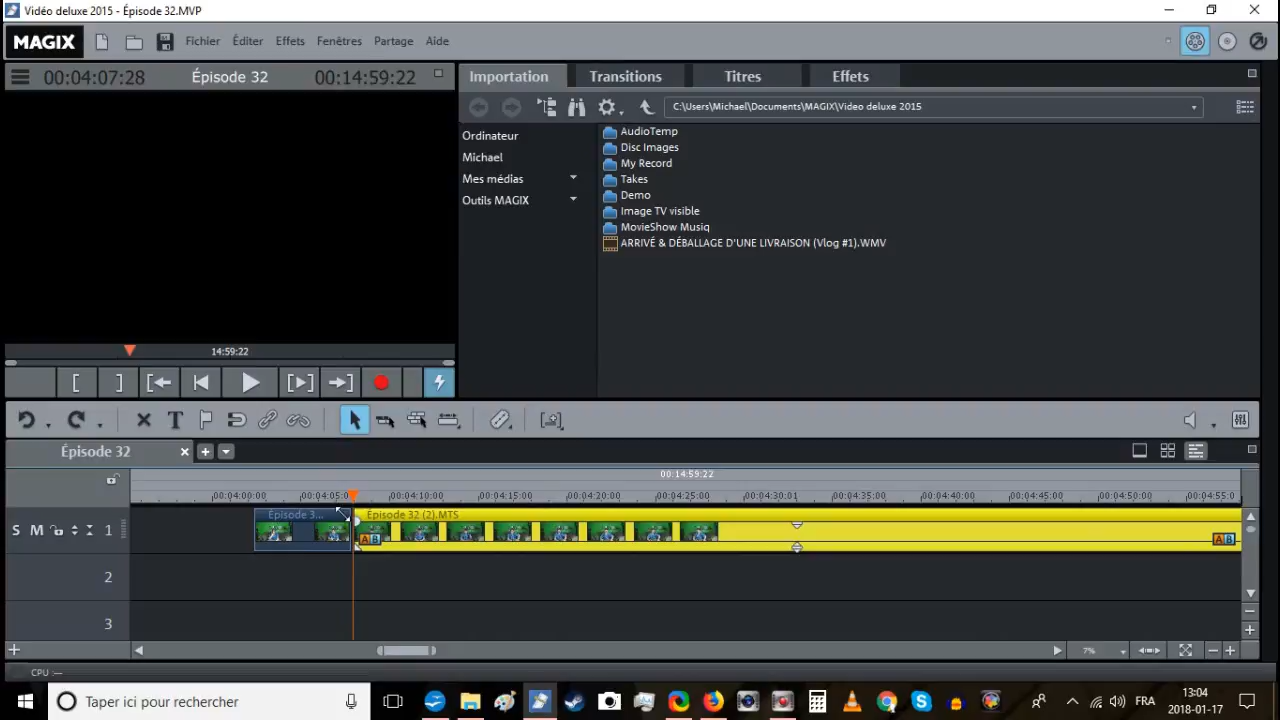 Vidéo deluxe 2015 - Épisode 32.MVP
MAGIX Fichier Éditer Effets Fenêtres Partage Aide
00:04:07:28 Épisode 32 00:14:59:22
Importation Transitions Titres Effets
C:\Users\Michael\Documents\MAGIX\Video deluxe 2015
Ordinateur
Michael
Mes médias
Outils MAGIX
AudioTemp
Disc Images
My Record
Takes
Demo
Image TV visible
MovieShow Musiq
ARRIVÉ & DÉBALLAGE D'UNE LIVRAISON (Vlog #1).WMV
14:59:22
Épisode 32
00:14:59:22
00:04:00:00 00:04:05:0 00:04:10:00 00:04:15:00 00:04:20:00 00:04:25:00 00:04:30:01 00:04:35:00 00:04:40:00 00:04:45:00 00:04:50:00 00:04:55:0
Épisode 3... Épisode 32 (2).MTS
S M 1
A B A B
2
3
7%
CPU :—
Taper ici pour rechercher
FRA
13:04
2018-01-17